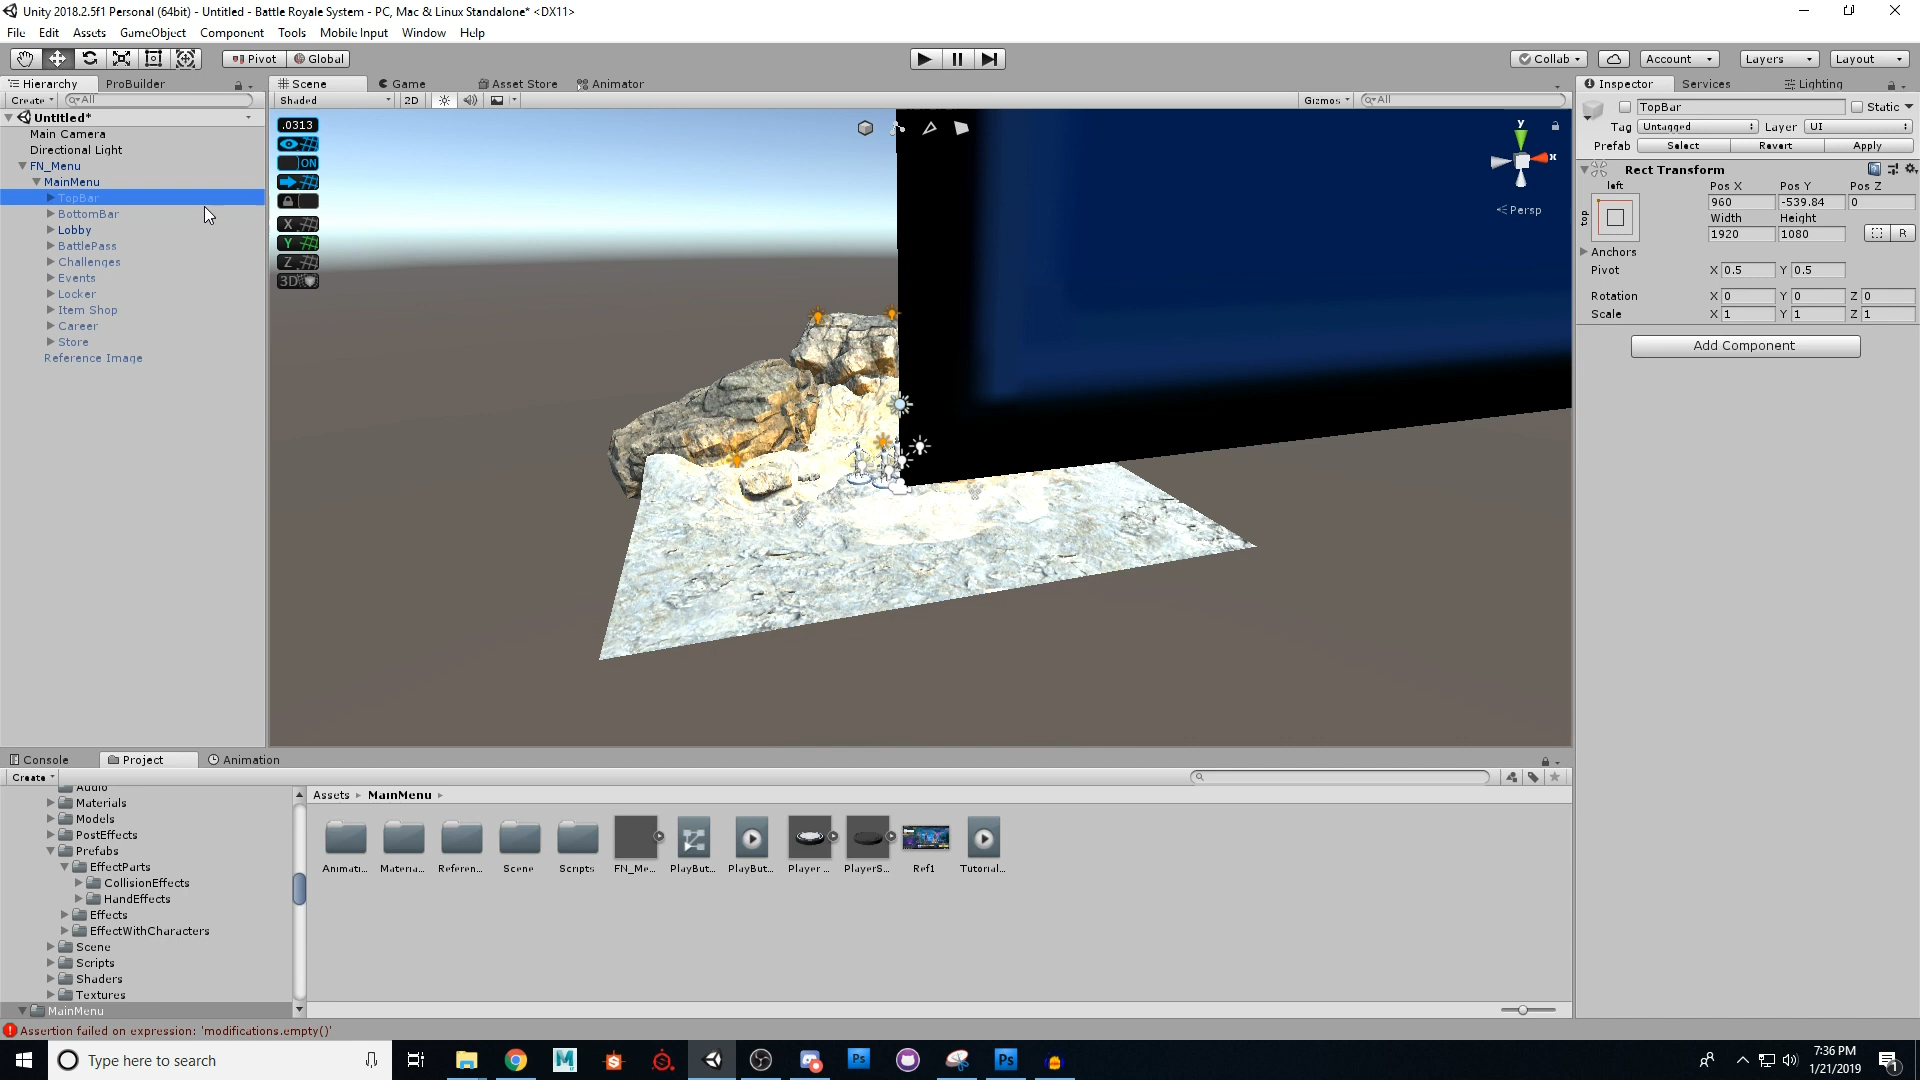 Unity 2018.2.5f1 Personal (64bit) - Untitled - Battle Royale System - PC, Mac & Linux Standalone* <DX11>
File Edit Assets GameObject Component Tools Mobile Input Window Help
Pivot Global Collab Account Layers Layout
Hierarchy ProBuilder Scene Game Asset Store Animator Inspector Services Lighting
Create All Shaded 2D Gizmos All
TopBar Static
Untitled*
Tag Untagged Layer UI
Main Camera
Prefab Select Revert Apply
Directional Light
FN_Menu
MainMenu
TopBar
BottomBar
Lobby
BattlePass
Challenges
Events
Locker
Item Shop
Career
Store
Reference Image
.0313
ON
X
Y
Z
3D
y
x
Persp
Rect Transform
left
top
Pos X Pos Y Pos Z
960 -539.84 0
Width Height
1920 1080 R
Anchors
Pivot X 0.5 Y 0.5
Rotation X 0 Y 0 Z 0
Scale X 1 Y 1 Z 1
Add Component
Console Project Animation
Create
Audio
Materials
Models
PostEffects
Prefabs
EffectParts
CollisionEffects
HandEffects
Effects
EffectWithCharacters
Scene
Scripts
Shaders
Textures
MainMenu
Assets MainMenu
Animati... Materia... Referen... Scene Scripts FN_Me... PlayBut... PlayBut... Player ... PlayerS... Ref1 Tutorial...
Assertion failed on expression: 'modifications.empty()'
Type here to search
M
Ps
Ps
7:36 PM
1/21/2019
1